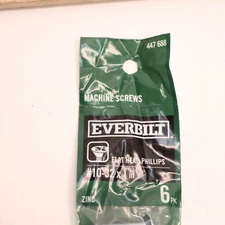 447 688
MACHINE SCREWS
EVERBILT
FLAT HEAD PHILLIPS
#10-32 x 1 in
ZINC
6 PK